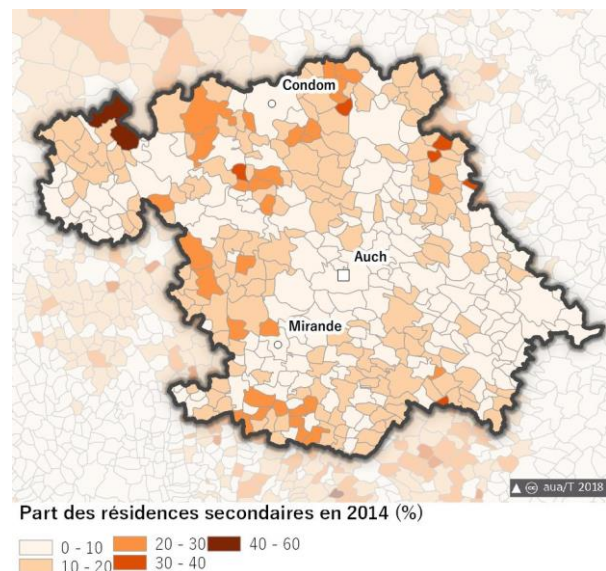 Condom
Auch
Mirande
aua/T 2018
Part des résidences secondaires en 2014 (%)
0 - 10
20 - 30
40 - 60
10 - 20
30 - 40